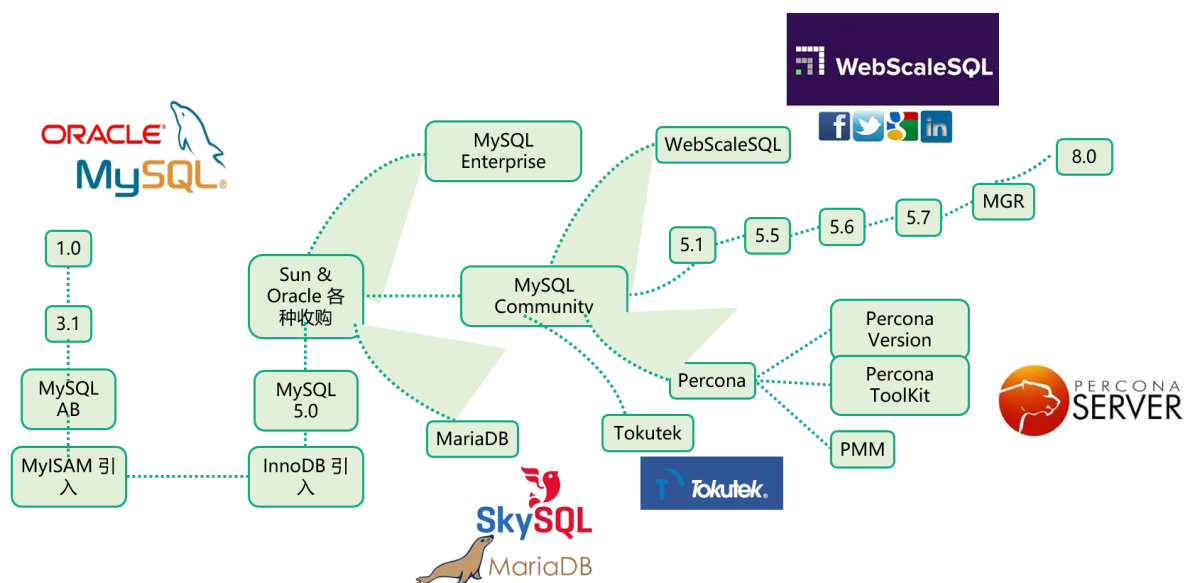 WebScaleSQL
ORACLE
MySQL
MySQL
Enterprise
WebScaleSQL
8.0
MGR
5.7
5.6
5.5
5.1
1.0
3.1
MySQL
AB
MyISAM 引
入
Sun &
Oracle 各
种收购
MySQL
5.0
InnoDB 引
入
MySQL
Community
MariaDB
Tokutek
Percona
Percona
Version
Percona
ToolKit
PMM
PERCONA
SERVER
Tokutek
SkySQL
MariaDB